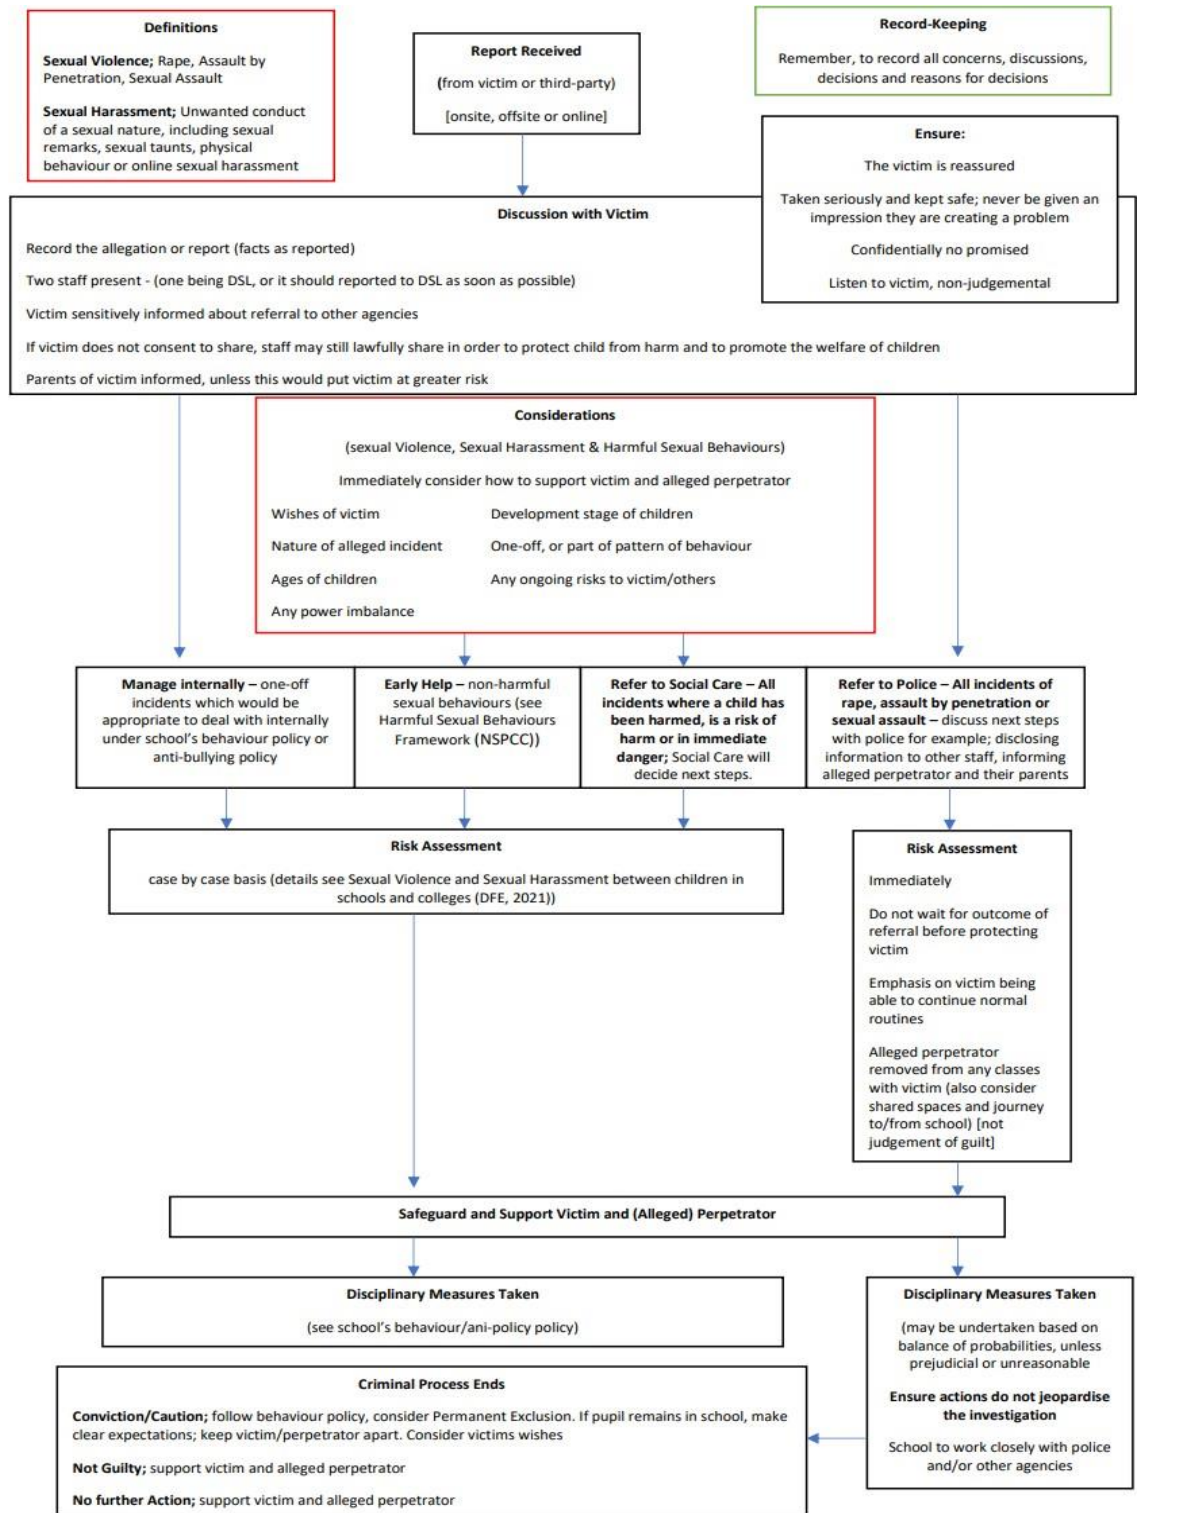 Definitions
Sexual Violence; Rape, Assault by
Penetration, Sexual Assault
Sexual Harassment; Unwanted conduct
of a sexual nature, including sexual
remarks, sexual taunts, physical
behaviour or online sexual harassment
Report Received
(from victim or third-party)
[onsite, offsite or online]
Record-Keeping
Remember, to record all concerns, discussions,
decisions and reasons for decisions
Ensure:
The victim is reassured
Taken seriously and kept safe; never be given an
impression they are creating a problem
Confidentially no promised
Listen to victim, non-judgemental
Discussion with Victim
Record the allegation or report (facts as reported)
Two staff present - (one being DSL, or it should reported to DSL as soon as possible)
Victim sensitively informed about referral to other agencies
If victim does not consent to share, staff may still lawfully share in order to protect child from harm and to promote the welfare of children
Parents of victim informed, unless this would put victim at greater risk
Considerations
(sexual Violence, Sexual Harassment & Harmful Sexual Behaviours)
Immediately consider how to support victim and alleged perpetrator
Wishes of victim
Development stage of children
Nature of alleged incident
One-off, or part of pattern of behaviour
Ages of children
Any ongoing risks to victim/others
Any power imbalance
Manage internally – one-off
incidents which would be
appropriate to deal with internally
under school's behaviour policy or
anti-bullying policy
Early Help – non-harmful
sexual behaviours (see
Harmful Sexual Behaviours
Framework (NSPCC))
Refer to Social Care – All
incidents where a child has
been harmed, is a risk of
harm or in immediate
danger; Social Care will
decide next steps.
Refer to Police – All incidents of
rape, assault by penetration or
sexual assault – discuss next steps
with police for example; disclosing
information to other staff, informing
alleged perpetrator and their parents
Risk Assessment
case by case basis (details see Sexual Violence and Sexual Harassment between children in
schools and colleges (DFE, 2021))
Risk Assessment
Immediately
Do not wait for outcome of
referral before protecting
victim
Emphasis on victim being
able to continue normal
routines
Alleged perpetrator
removed from any classes
with victim (also consider
shared spaces and journey
to/from school) [not
judgement of guilt]
Safeguard and Support Victim and (Alleged) Perpetrator
Disciplinary Measures Taken
(see school's behaviour/ani-policy policy)
Disciplinary Measures Taken
(may be undertaken based on
balance of probabilities, unless
prejudicial or unreasonable
Ensure actions do not jeopardise
the investigation
School to work closely with police
and/or other agencies
Criminal Process Ends
Conviction/Caution; follow behaviour policy, consider Permanent Exclusion. If pupil remains in school, make
clear expectations; keep victim/perpetrator apart. Consider victims wishes
Not Guilty; support victim and alleged perpetrator
No further Action; support victim and alleged perpetrator